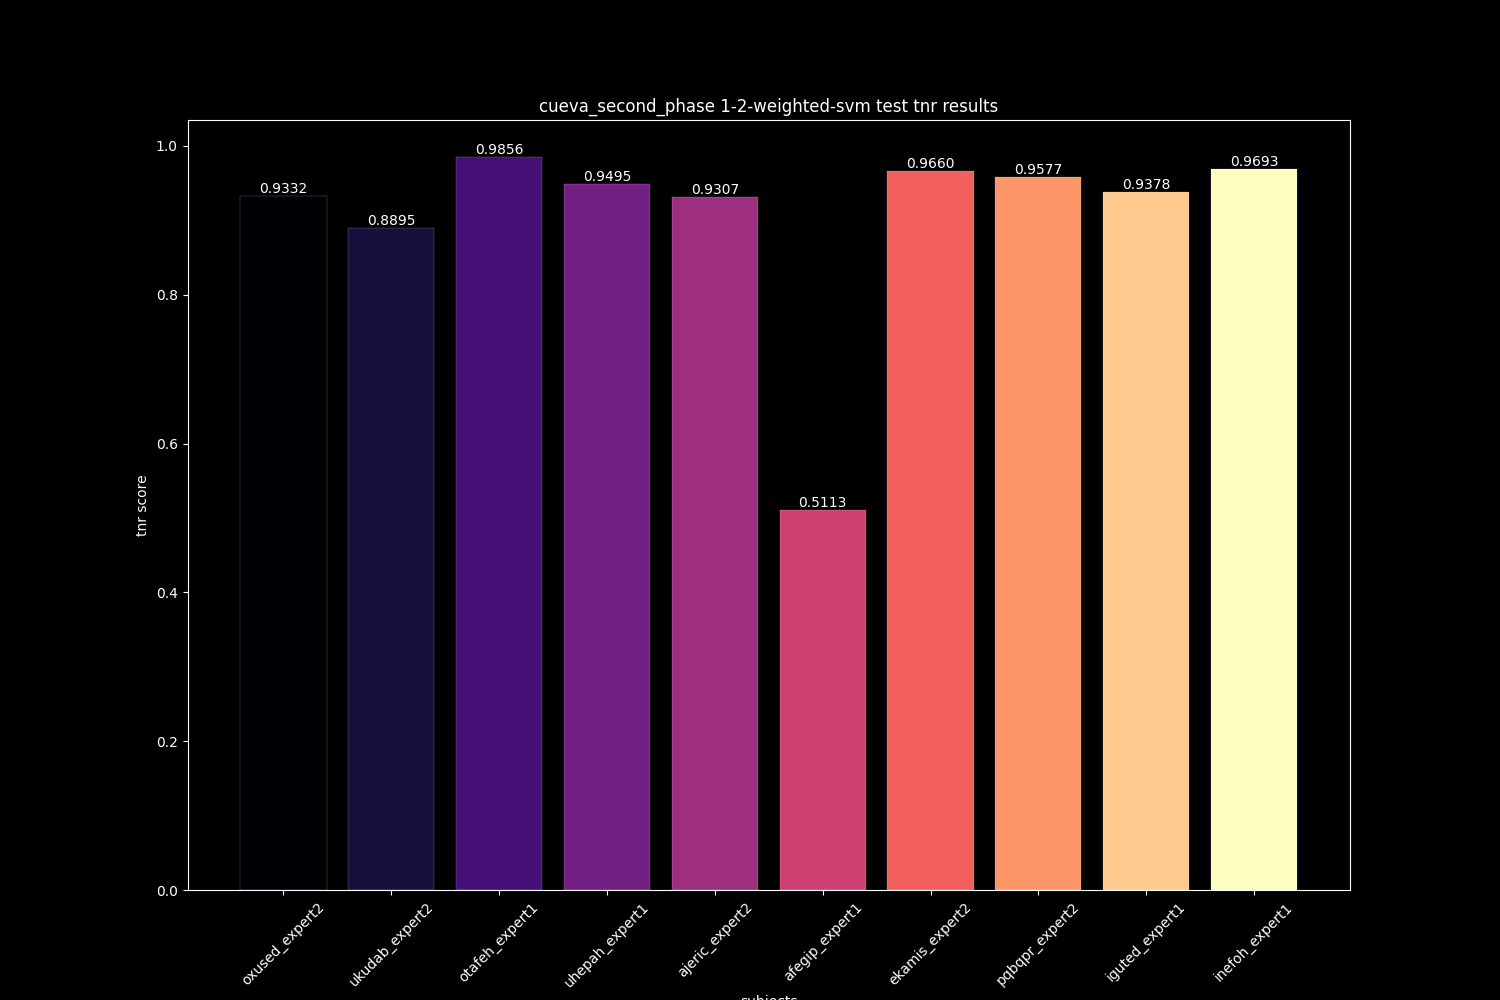 cueva_second_phase 1-2-weighted-svm test tnr results
tnr score
1.0
0.8
0.6
0.4
0.2
0.0
0.9332
0.8895
0.9856
0.9495
0.9307
0.5113
0.9660
0.9577
0.9378
0.9693
oxused_expert2
ukudab_expert2
otafeh_expert1
uhepah_expert1
ajeric_expert2
afegip_expert1
ekamis_expert2
pqbqpr_expert2
iguted_expert1
inefoh_expert1
subjects